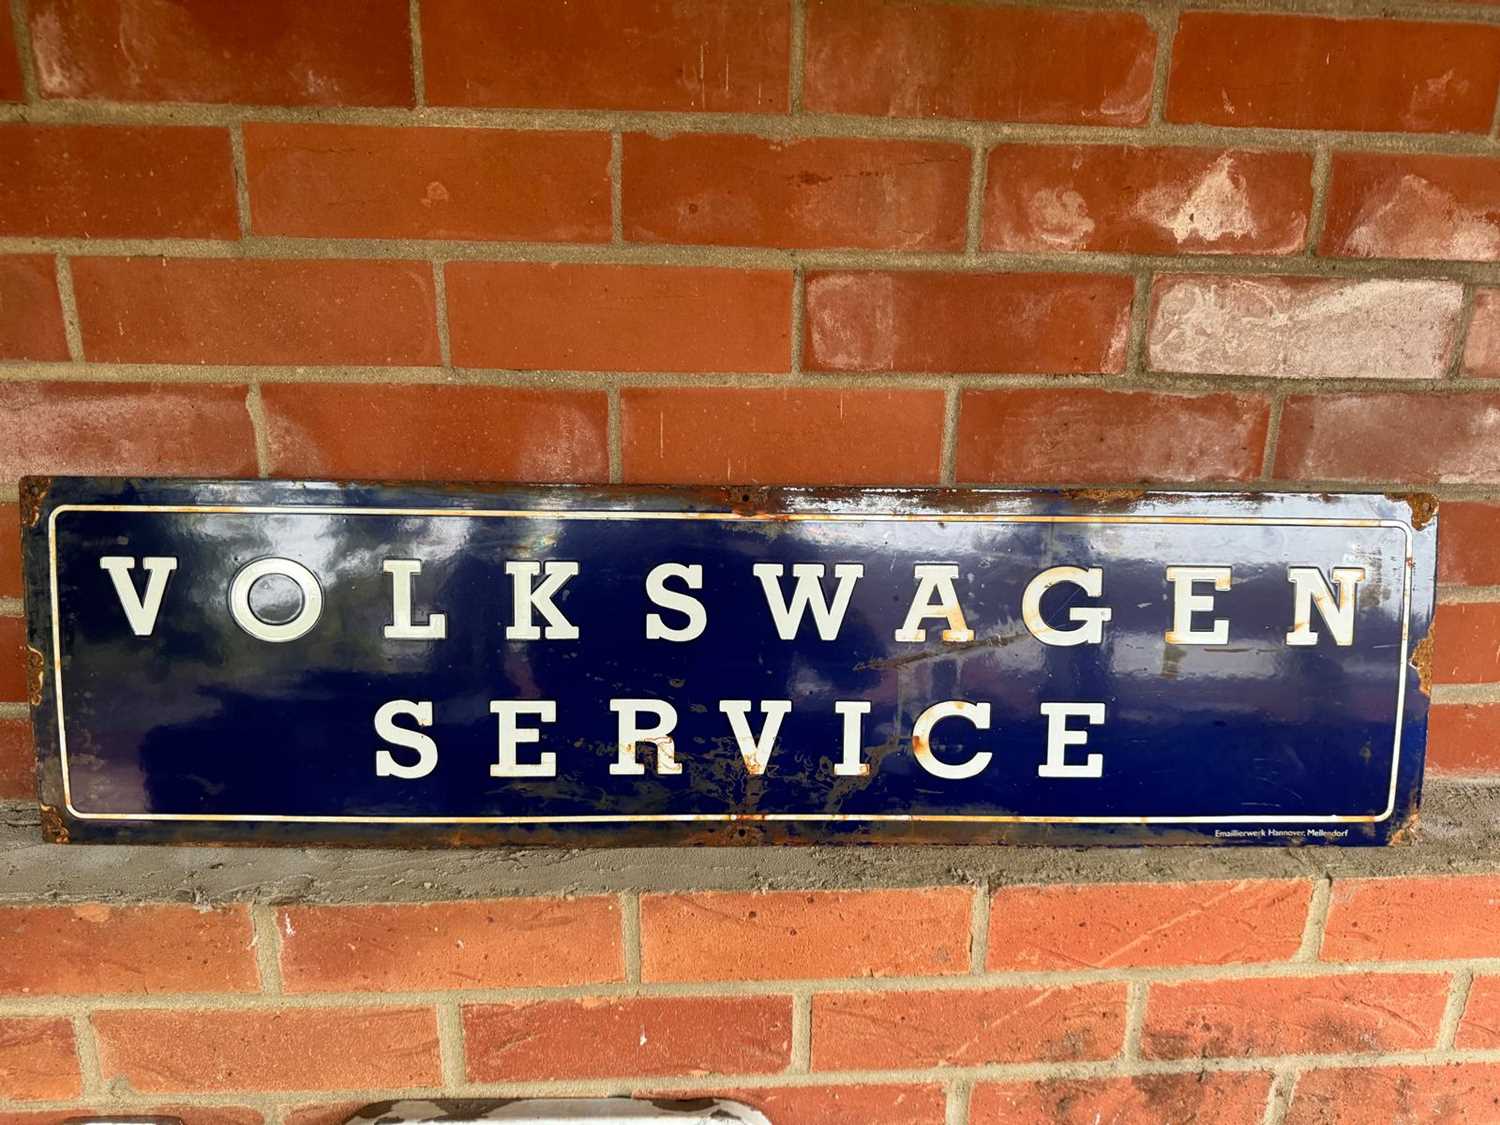 VOLKSWAGEN
SERVICE
Emaillierwerk Hannover, Mellendorf